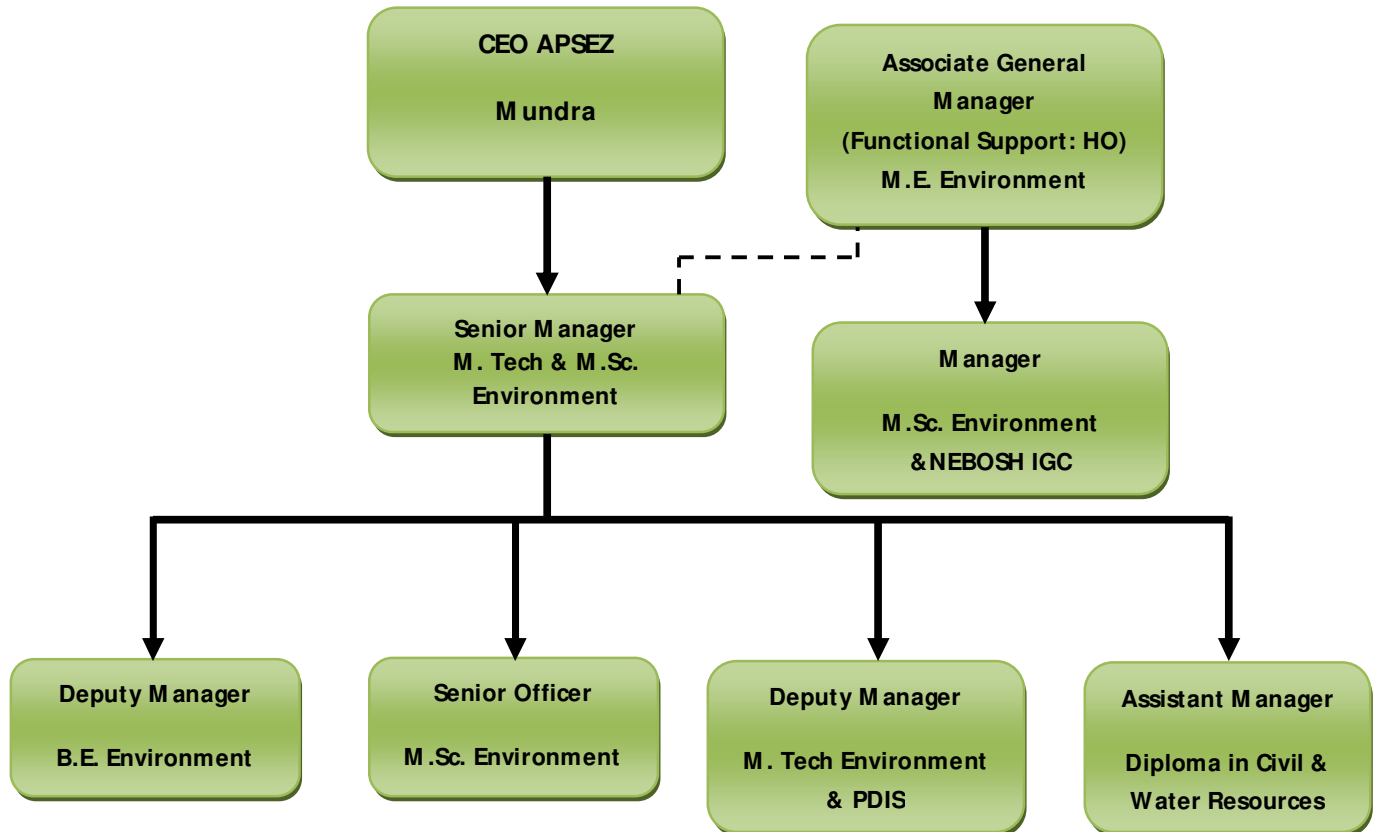 CEO APSEZ
Mundra
Associate General
Manager
(Functional Support: HO)
M.E. Environment
Senior Manager
M. Tech & M.Sc.
Environment
Manager
M.Sc. Environment
&NEBOSH IGC
Deputy Manager
B.E. Environment
Senior Officer
M.Sc. Environment
Deputy Manager
M. Tech Environment
& PDIS
Assistant Manager
Diploma in Civil &
Water Resources